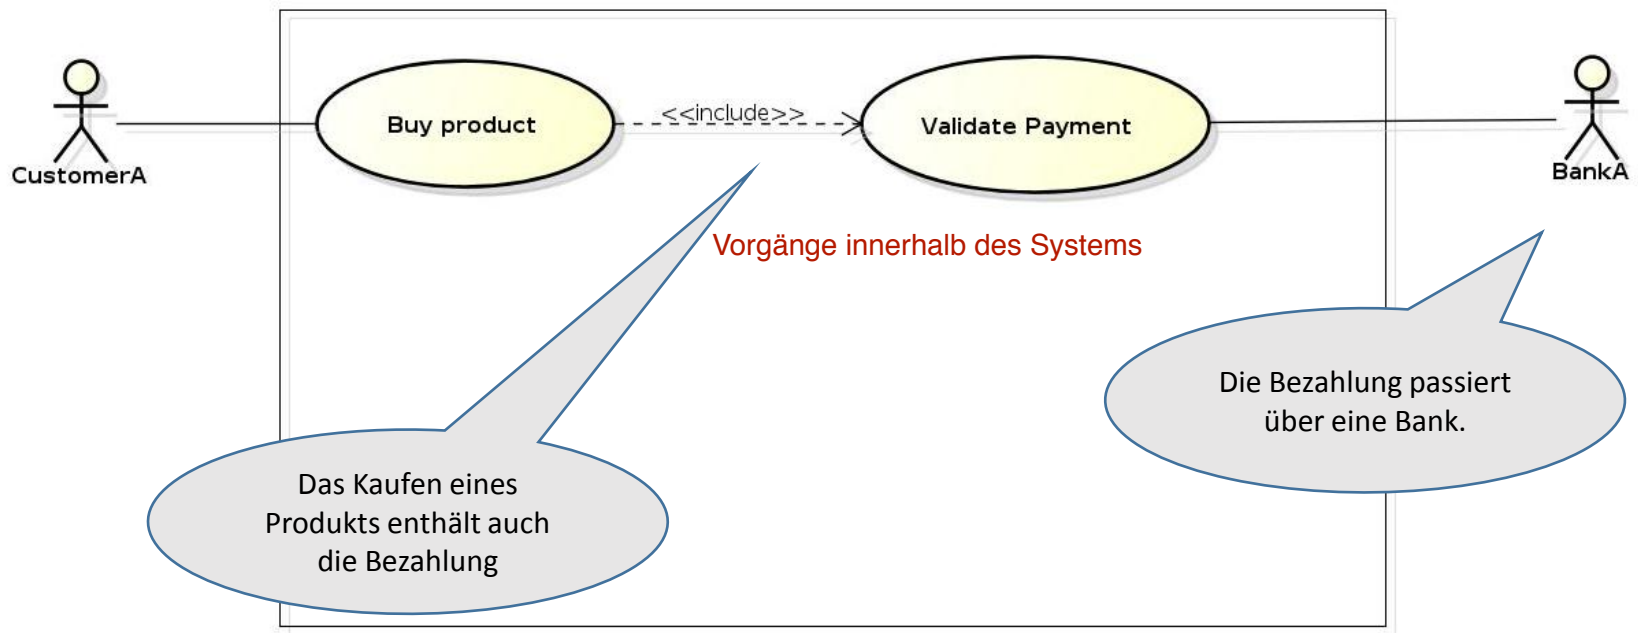 <<include>>
Buy product
Validate Payment
CustomerA
BankA
Vorgänge innerhalb des Systems
Die Bezahlung passiert
über eine Bank.
Das Kaufen eines
Produkts enthält auch
die Bezahlung